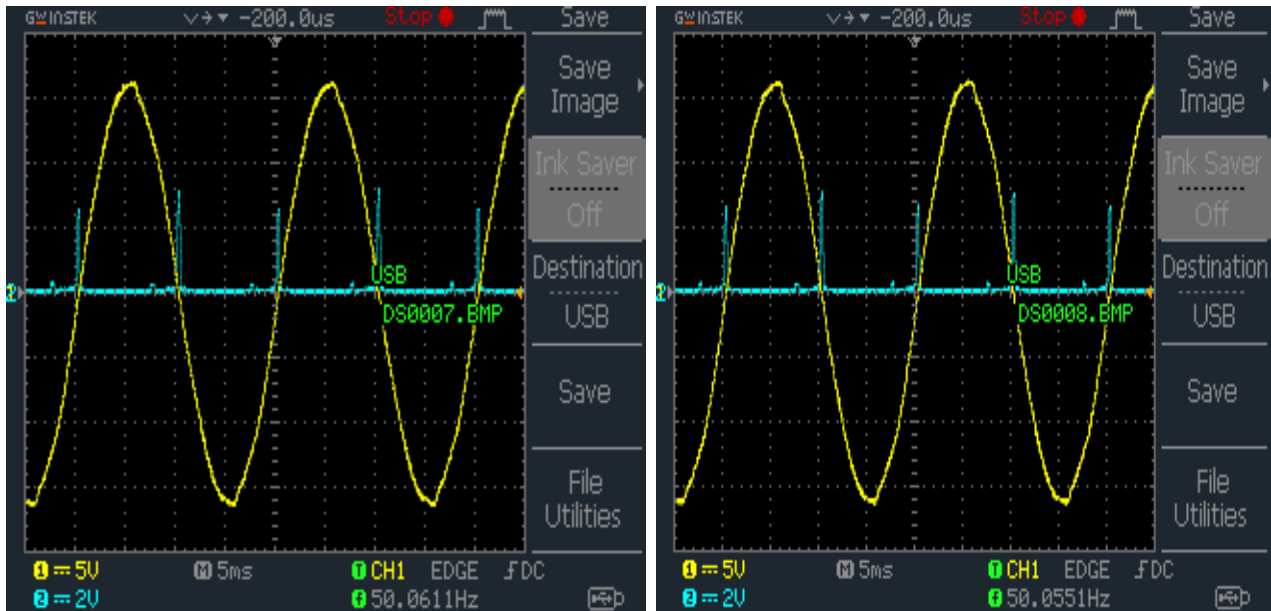 GWINSTEK -200.0us Stop Save
Save
Image
Ink Saver
Off
Destination
USB
Save
File
Utilities
USB
DS0007.BMP
2
1 5V M 5ms T CH1 EDGE DC
2 2V f 50.0611Hz
GWINSTEK -200.0us Stop Save
Save
Image
Ink Saver
Off
Destination
USB
Save
File
Utilities
USB
DS0008.BMP
2
1 5V M 5ms T CH1 EDGE DC
2 2V f 50.0551Hz